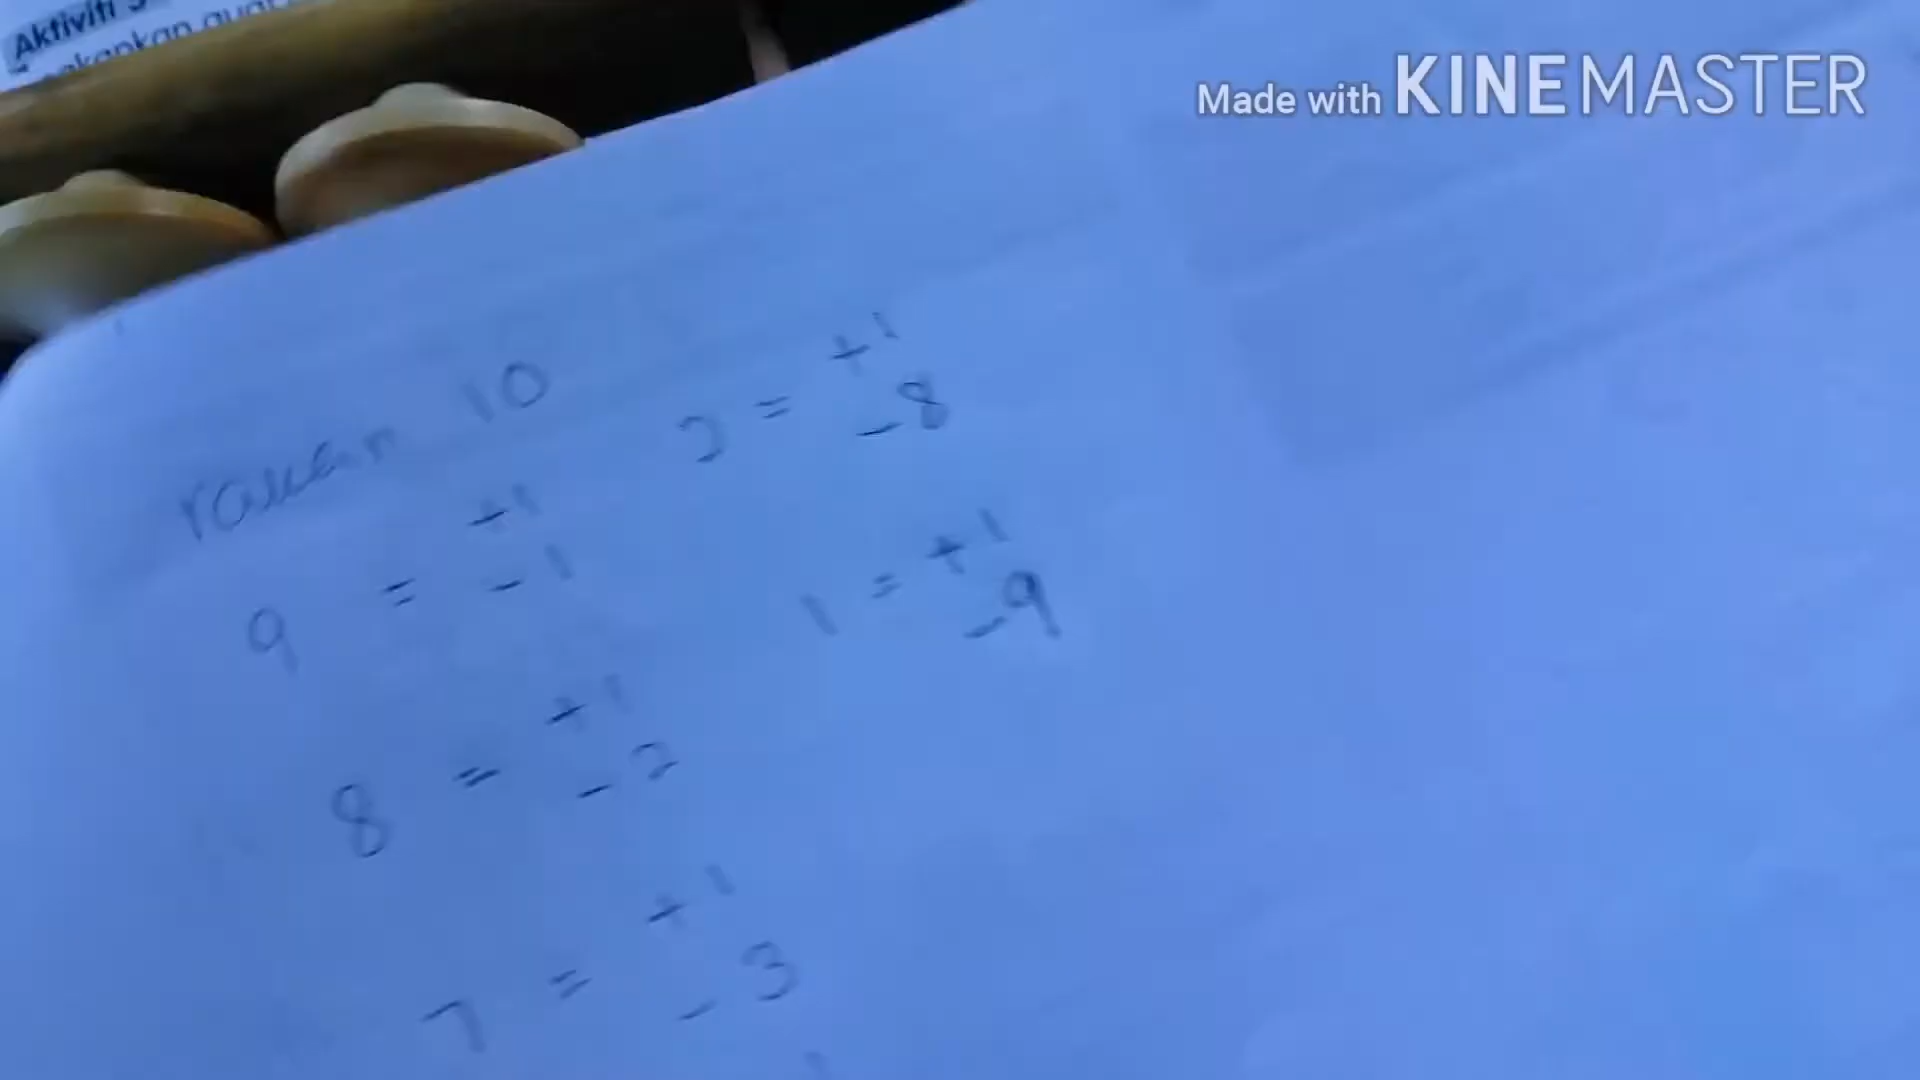 Aktiviti 3
Made with KINEMASTER
rakan 10
9 = +1
-1
8 = +1
-2
7 = +1
-3
2 = +1
-8
1 = +1
-9